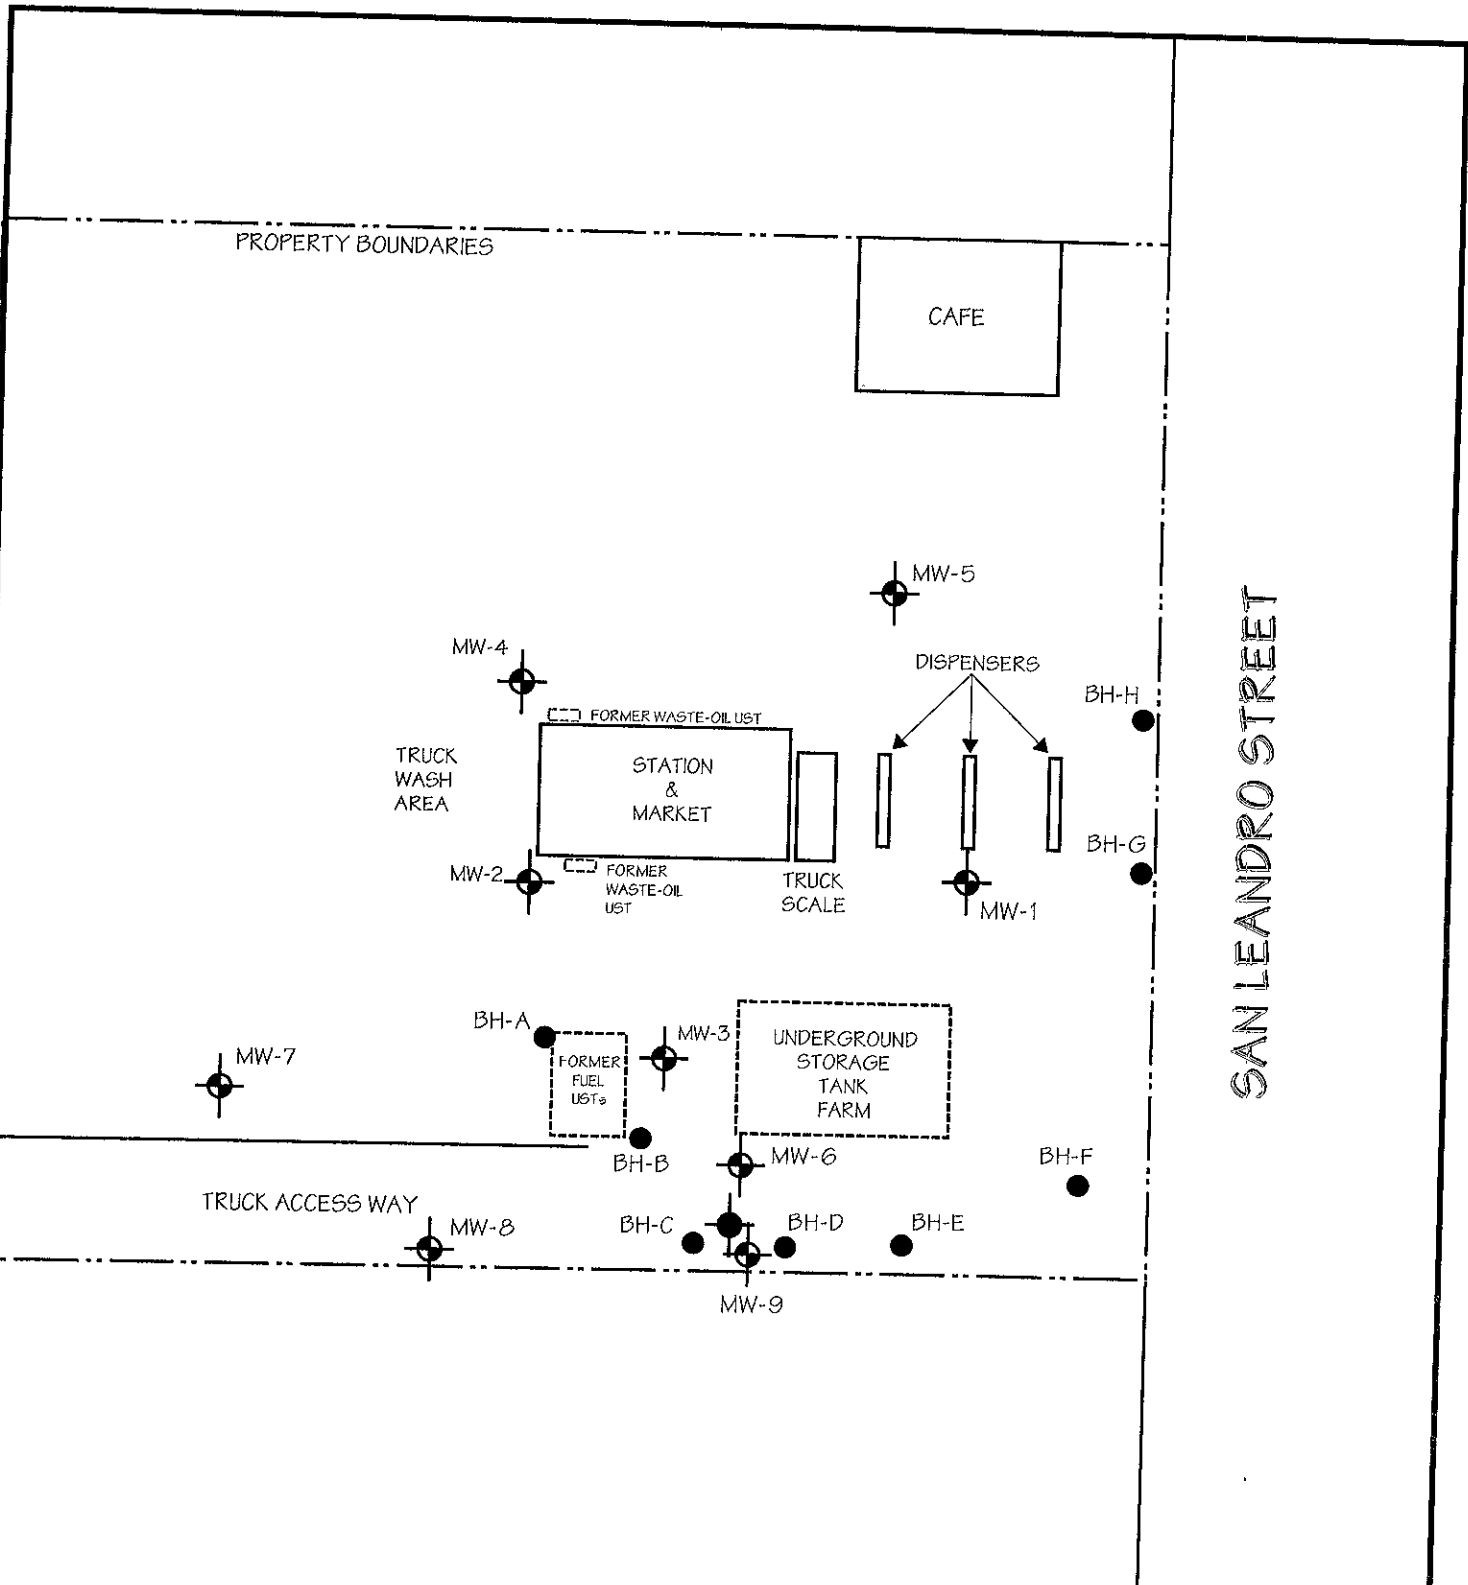 PROPERTY BOUNDARIES
CAFE
MW-5
MW-4
DISPENSERS
BH-H
FORMER WASTE-OIL UST
TRUCK
WASH
AREA
STATION
&
MARKET
BH-G
MW-2
FORMER
WASTE-OIL
UST
TRUCK
SCALE
MW-1
SAN LEANDRO STREET
BH-A
MW-3
UNDERGROUND
STORAGE
TANK
FARM
MW-7
FORMER
FUEL
USTs
BH-B
MW-6
BH-F
TRUCK ACCESS WAY
MW-8
BH-C
BH-D
BH-E
MW-9